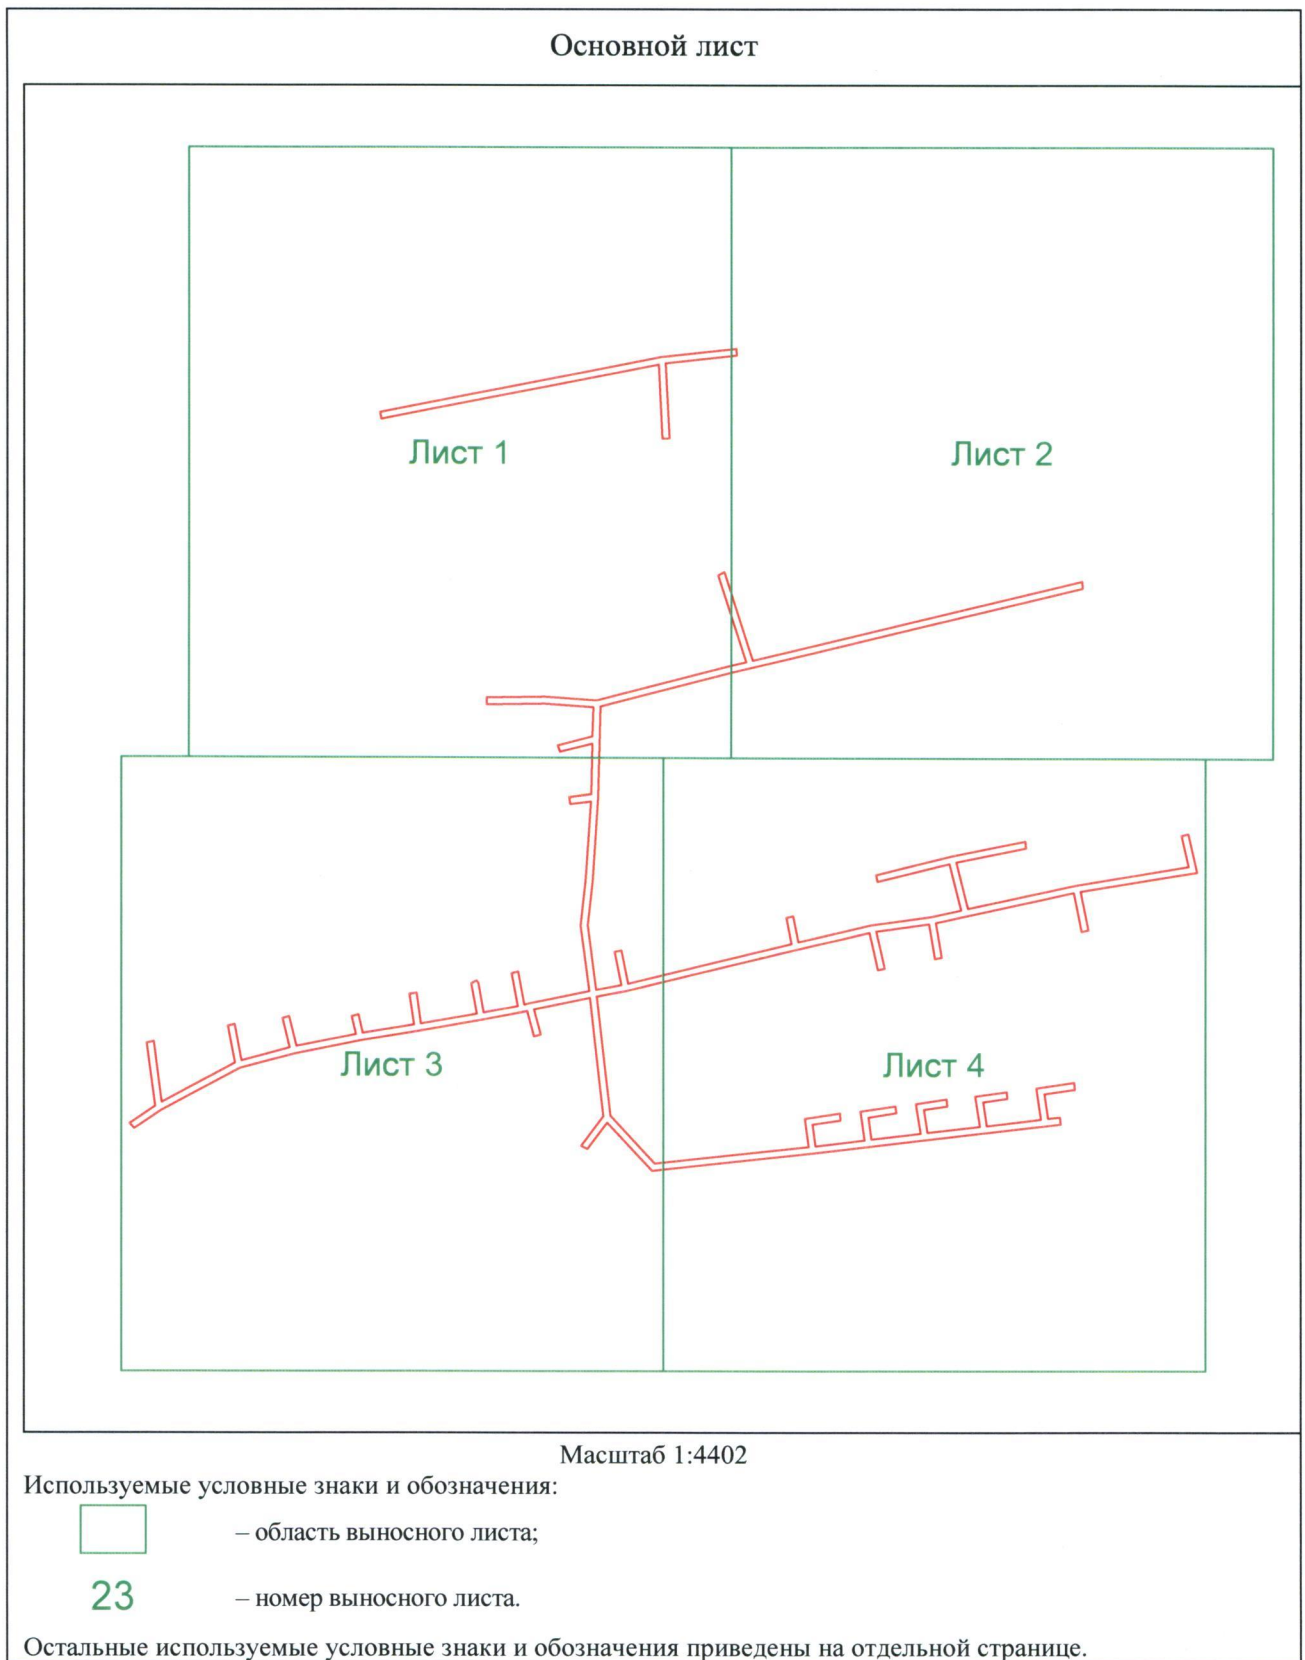 Основной лист
Лист 1
Лист 2
Лист 3
Лист 4
Масштаб 1:4402
Используемые условные знаки и обозначения:
– область выносного листа;
23 – номер выносного листа.
Остальные используемые условные знаки и обозначения приведены на отдельной странице.